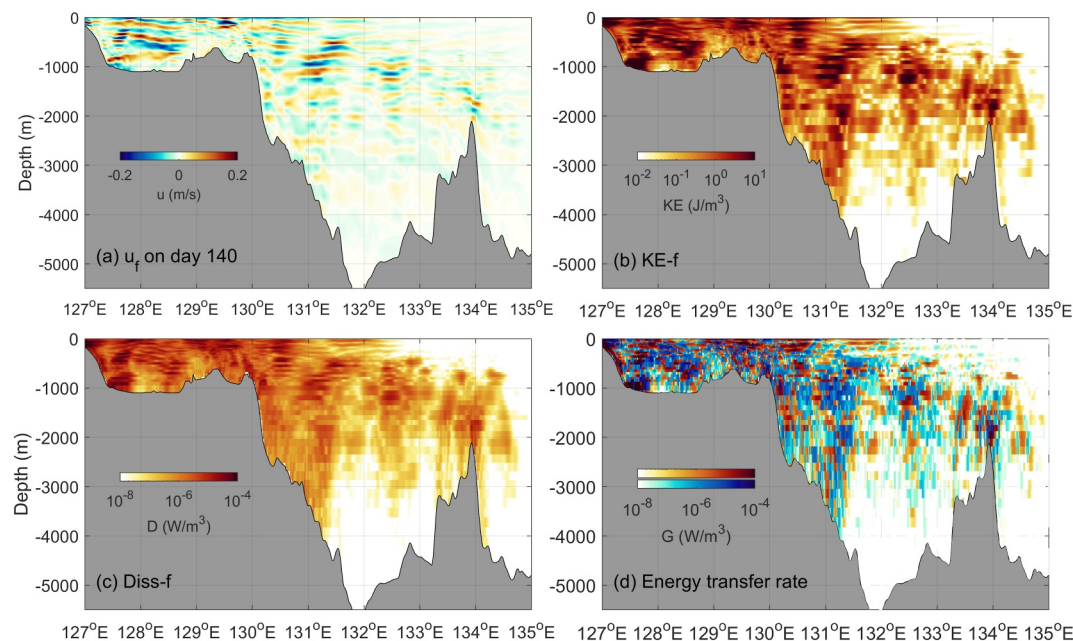 0
-1000
-2000
-3000
-4000
-5000
Depth (m)
-0.2 0 0.2
u (m/s)
(a) u_f on day 140
127°E 128°E 129°E 130°E 131°E 132°E 133°E 134°E 135°E
0
-1000
-2000
-3000
-4000
-5000
10^-2 10^-1 10^0 10^1
KE (J/m^3)
(b) KE-f
127°E 128°E 129°E 130°E 131°E 132°E 133°E 134°E 135°E
0
-1000
-2000
-3000
-4000
-5000
Depth (m)
10^-8 10^-6 10^-4
D (W/m^3)
(c) Diss-f
127°E 128°E 129°E 130°E 131°E 132°E 133°E 134°E 135°E
0
-1000
-2000
-3000
-4000
-5000
10^-8 10^-6 10^-4
G (W/m^3)
(d) Energy transfer rate
127°E 128°E 129°E 130°E 131°E 132°E 133°E 134°E 135°E